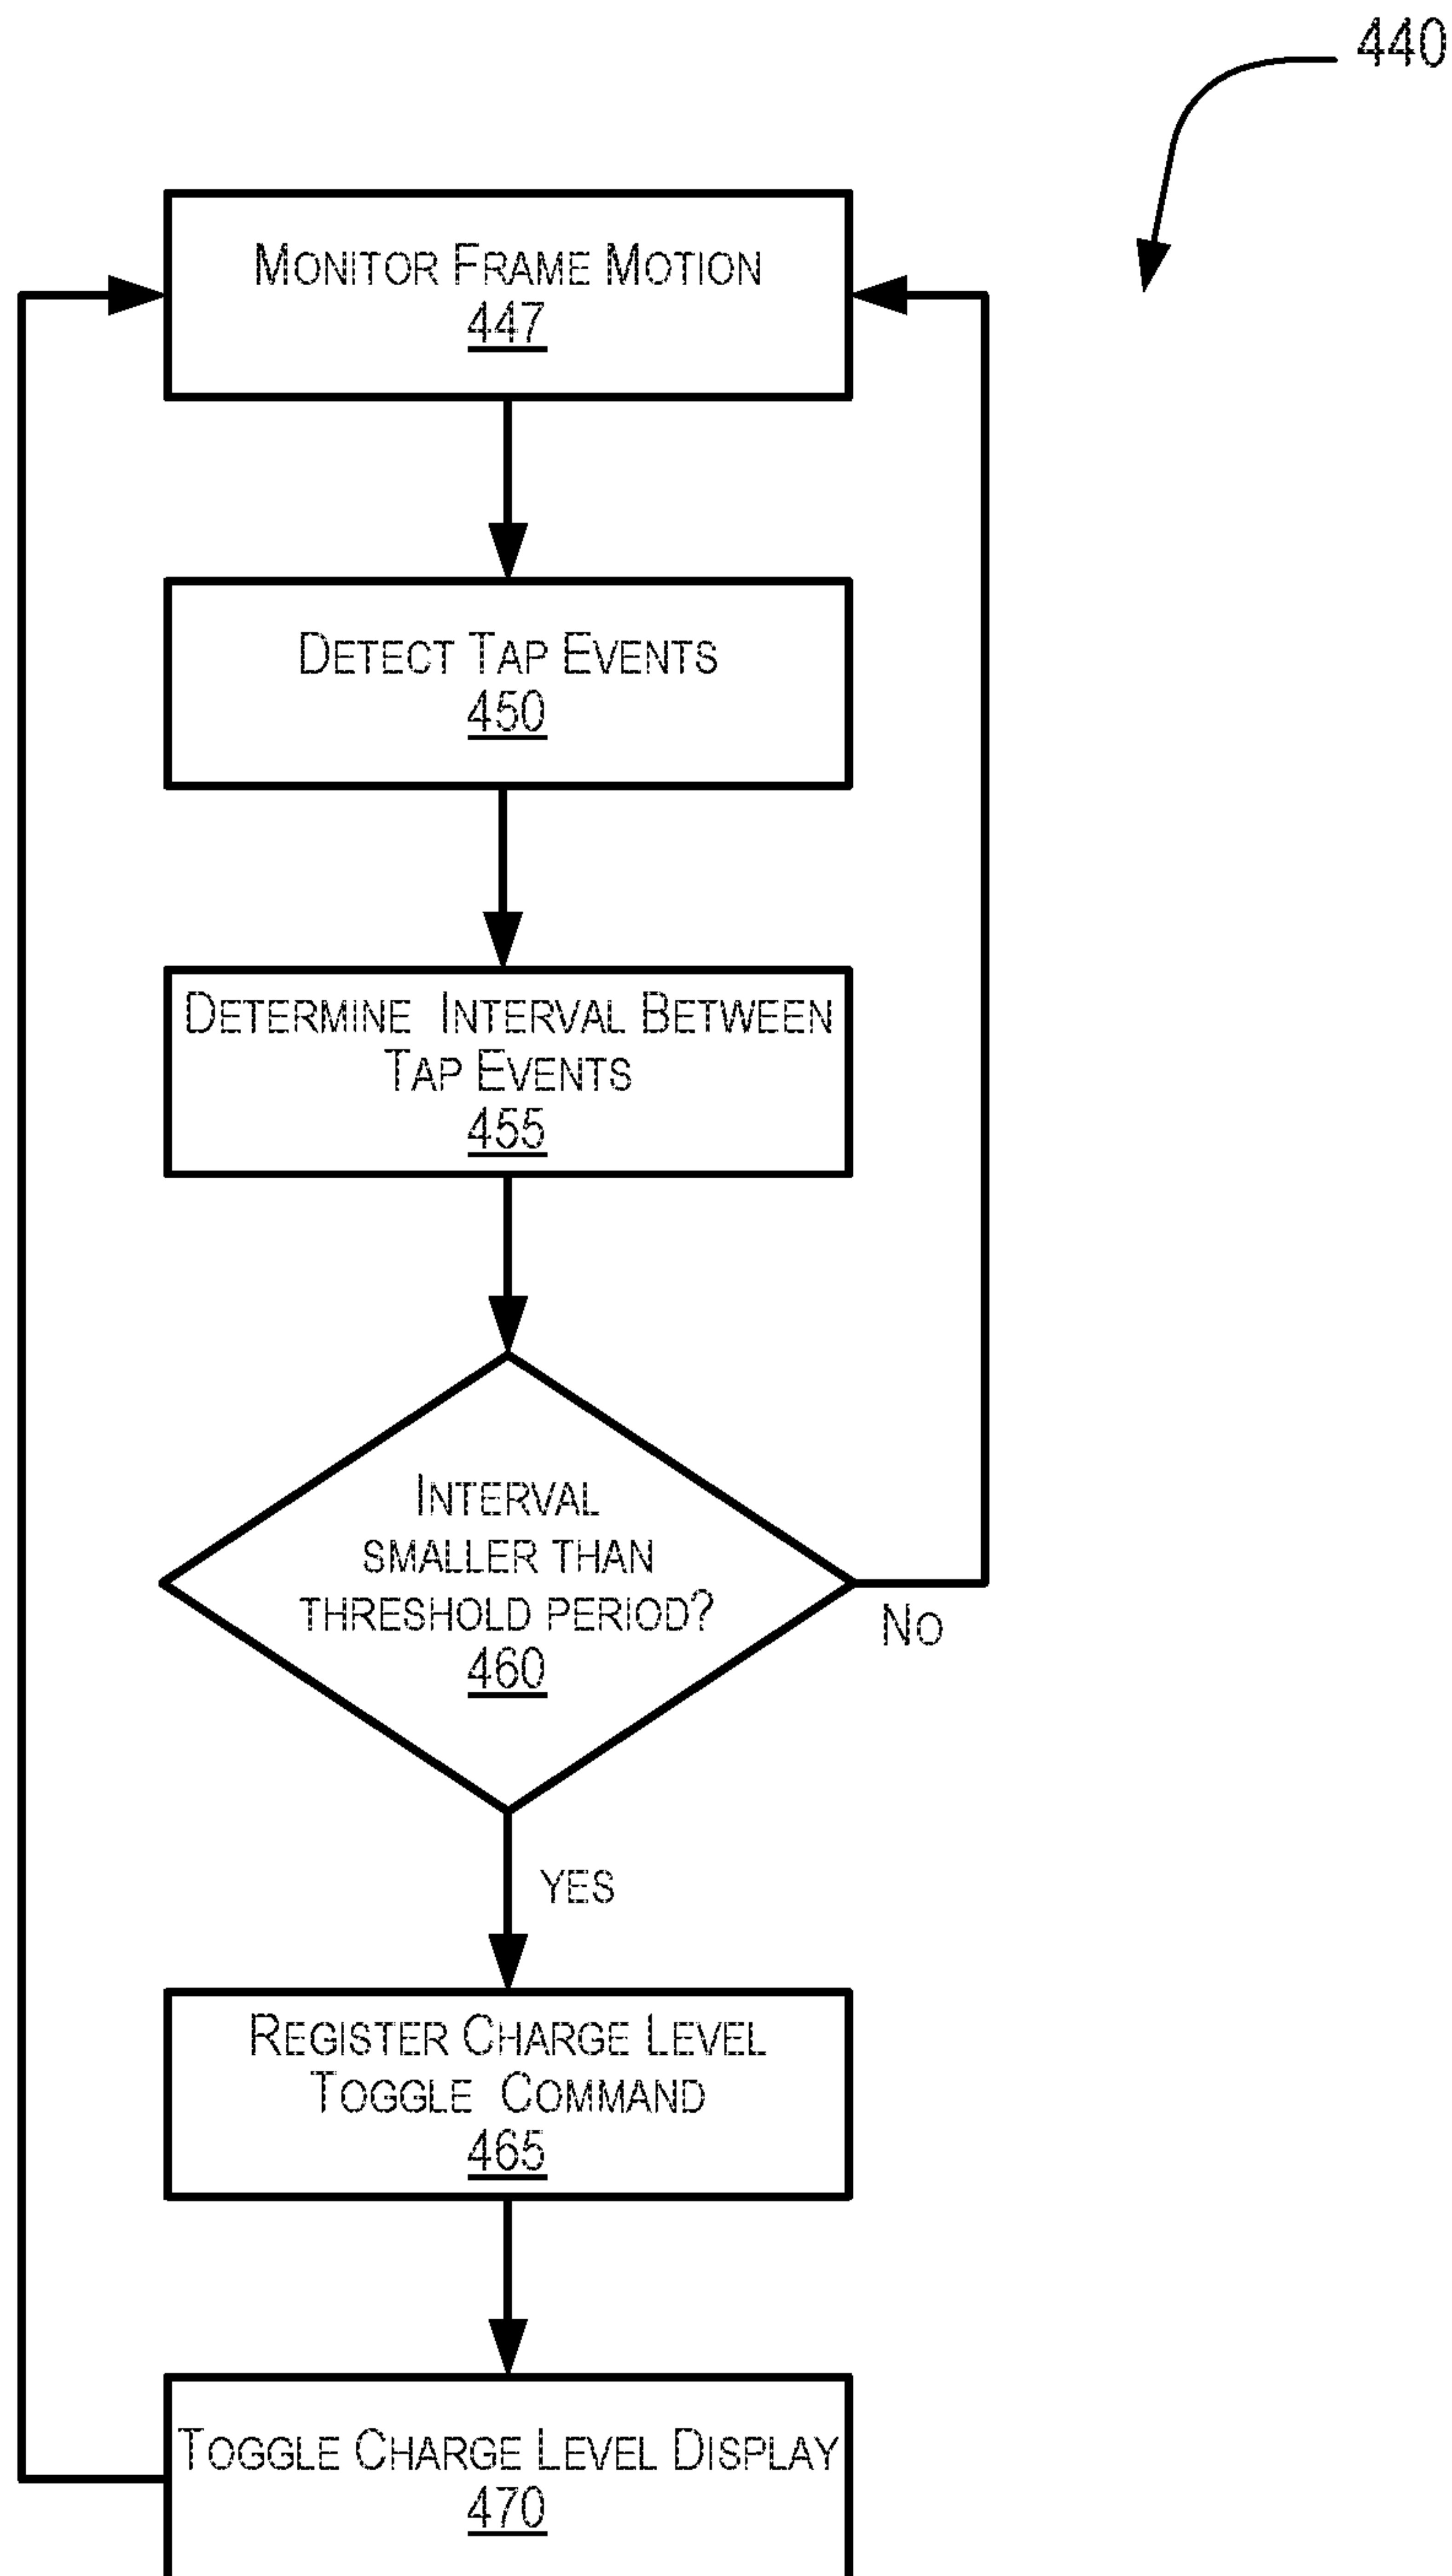 440
MONITOR FRAME MOTION
447
DETECT TAP EVENTS
450
DETERMINE INTERVAL BETWEEN
TAP EVENTS
455
INTERVAL
SMALLER THAN
THRESHOLD PERIOD?
460
NO
YES
REGISTER CHARGE LEVEL
TOGGLE COMMAND
465
TOGGLE CHARGE LEVEL DISPLAY
470